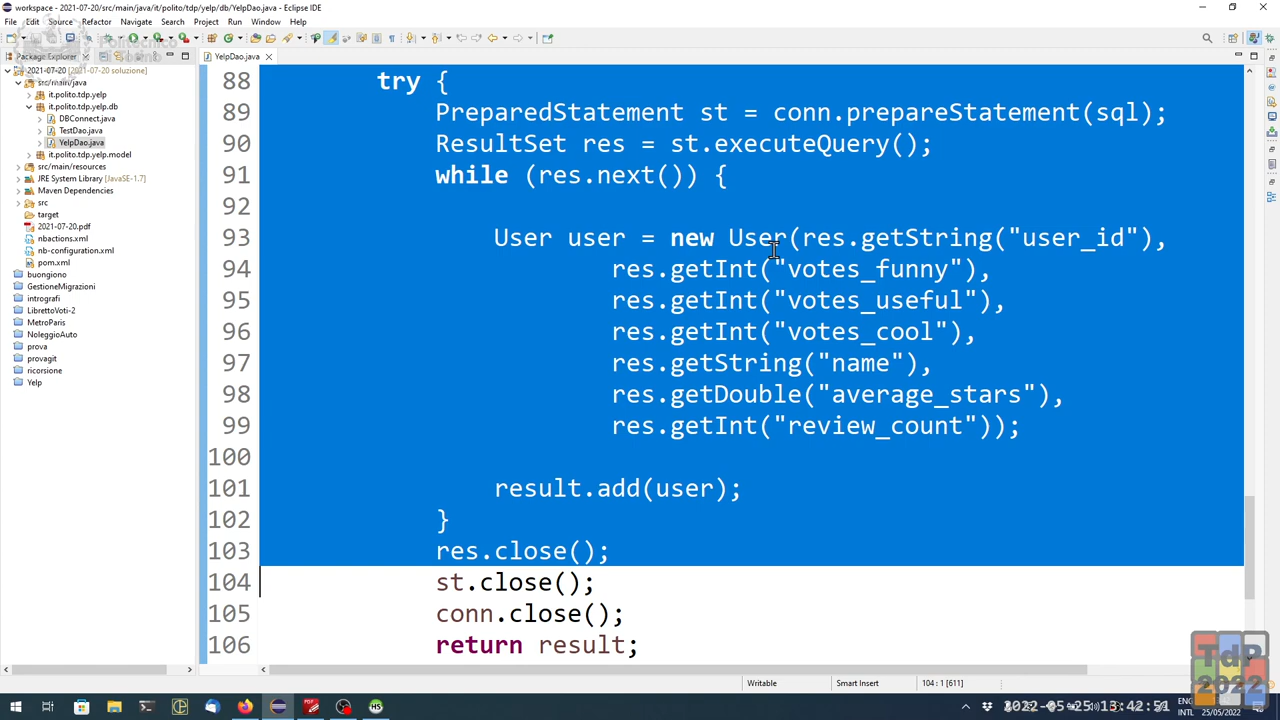 workspace - 2021-07-20/src/main/java/it/polito/tdp/yelp/db/YelpDao.java - Eclipse IDE
File Edit Source Refactor Navigate Search Project Run Window Help
Package Explorer
YelpDao.java
2021-07-20 [2021-07-20 soluzione]
src/main/java
it.polito.tdp.yelp
it.polito.tdp.yelp.db
DBConnect.java
TestDao.java
YelpDao.java
it.polito.tdp.yelp.model
src/main/resources
JRE System Library [JavaSE-1.7]
Maven Dependencies
src
target
2021-07-20.pdf
nbactions.xml
nb-configuration.xml
pom.xml
buongiono
GestioneMigrazioni
intrografi
LibrettoVoti-2
MetroParis
NoleggioAuto
prova
provagit
ricorsione
Yelp
88 try {
89 PreparedStatement st = conn.prepareStatement(sql);
90 ResultSet res = st.executeQuery();
91 while (res.next()) {
92
93 User user = new User(res.getString("user_id"),
94 res.getInt("votes_funny"),
95 res.getInt("votes_useful"),
96 res.getInt("votes_cool"),
97 res.getString("name"),
98 res.getDouble("average_stars"),
99 res.getInt("review_count"));
100
101 result.add(user);
102 }
103 res.close();
104 st.close();
105 conn.close();
106 return result;
Writable Smart Insert 104 : 1 [611]
TdP
2022
ENG
INTL
2022-05-25 13:42:51
25/05/2022